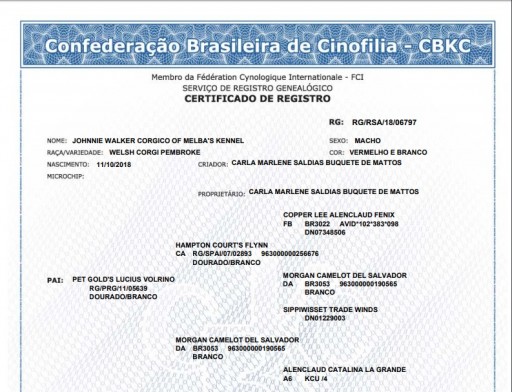 Confederação Brasileira de Cinofilia - CBKC
Membro da Fédération Cynologique Internationale - FCI
SERVIÇO DE REGISTRO GENEALÓGICO
CERTIFICADO DE REGISTRO
RG: RG/RSA/18/06797
NOME: JOHNNIE WALKER CORGICO OF MELBA'S KENNEL SEXO: MACHO
RAÇA/VARIEDADE: WELSH CORGI PEMBROKE COR: VERMELHO E BRANCO
NASCIMENTO: 11/10/2018 CRIADOR: CARLA MARLENE SALDIAS BUQUETE DE MATTOS
MICROCHIP:
PROPRIETÁRIO: CARLA MARLENE SALDIAS BUQUETE DE MATTOS
COPPER LEE ALENCLAUD FENIX
FB BR3022 AVID*102*383*098
DN07348506
HAMPTON COURT'S FLYNN
CA RG/SPAI/07/02893 963000000256676
DOURADO/BRANCO
MORGAN CAMELOT DEL SALVADOR
DA BR3053 963000000190565
BRANCO
PAI: PET GOLD'S LUCIUS VOLRINO
RG/PRG/11/05639
DOURADO/BRANCO
SIPPIWISSET TRADE WINDS
DN01229003
MORGAN CAMELOT DEL SALVADOR
DA BR3053 963000000190565
BRANCO
ALENCLAUD CATALINA LA GRANDE
A6 KCU /4